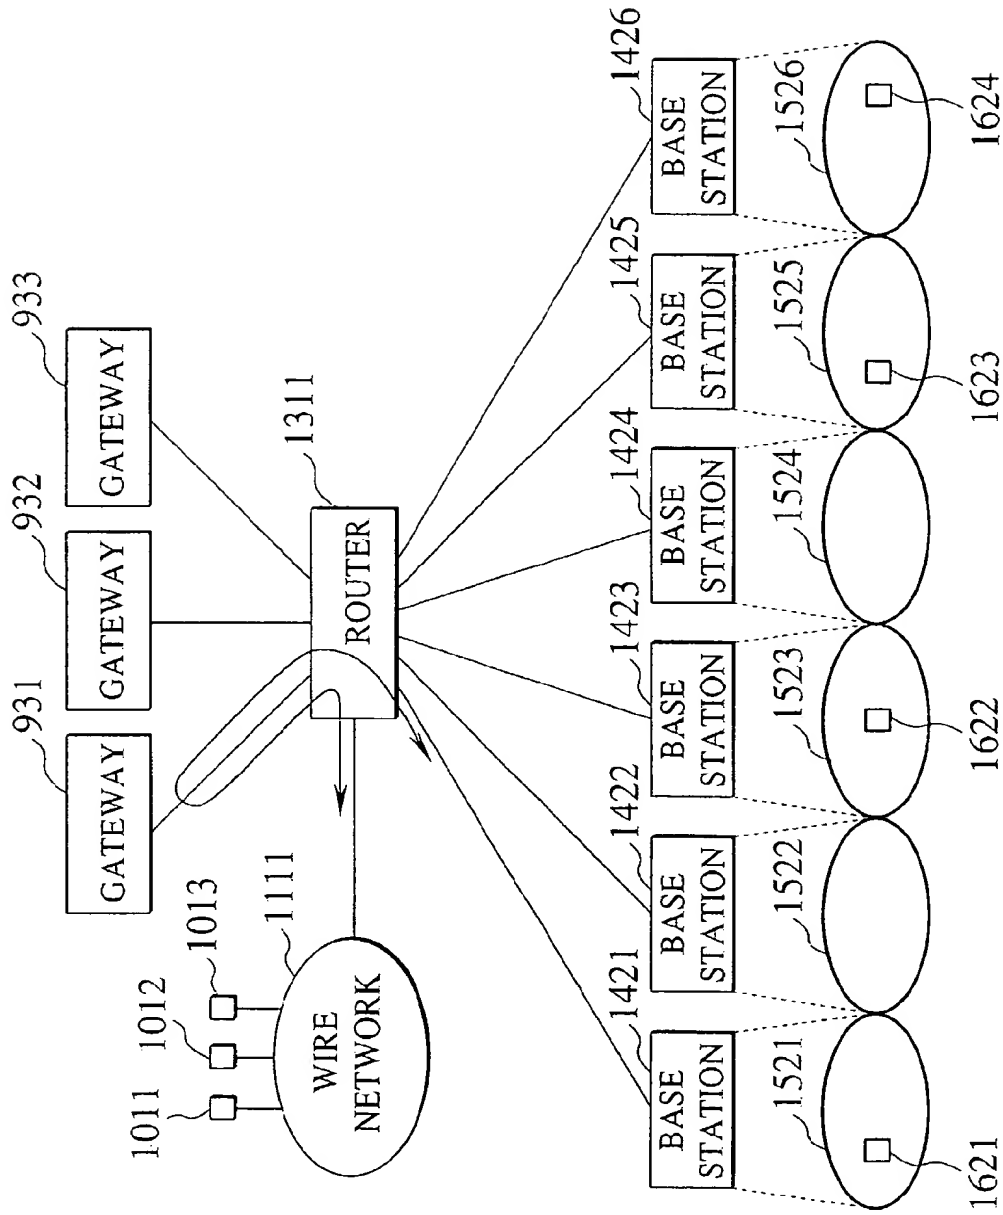 931
932
933
GATEWAY
GATEWAY
GATEWAY
1011
1012
1013
1111
1311
WIRE
NETWORK
ROUTER
1421
1422
1423
1424
1425
1426
BASE
STATION
BASE
STATION
BASE
STATION
BASE
STATION
BASE
STATION
BASE
STATION
1521
1522
1523
1524
1525
1526
1621
1622
1623
1624